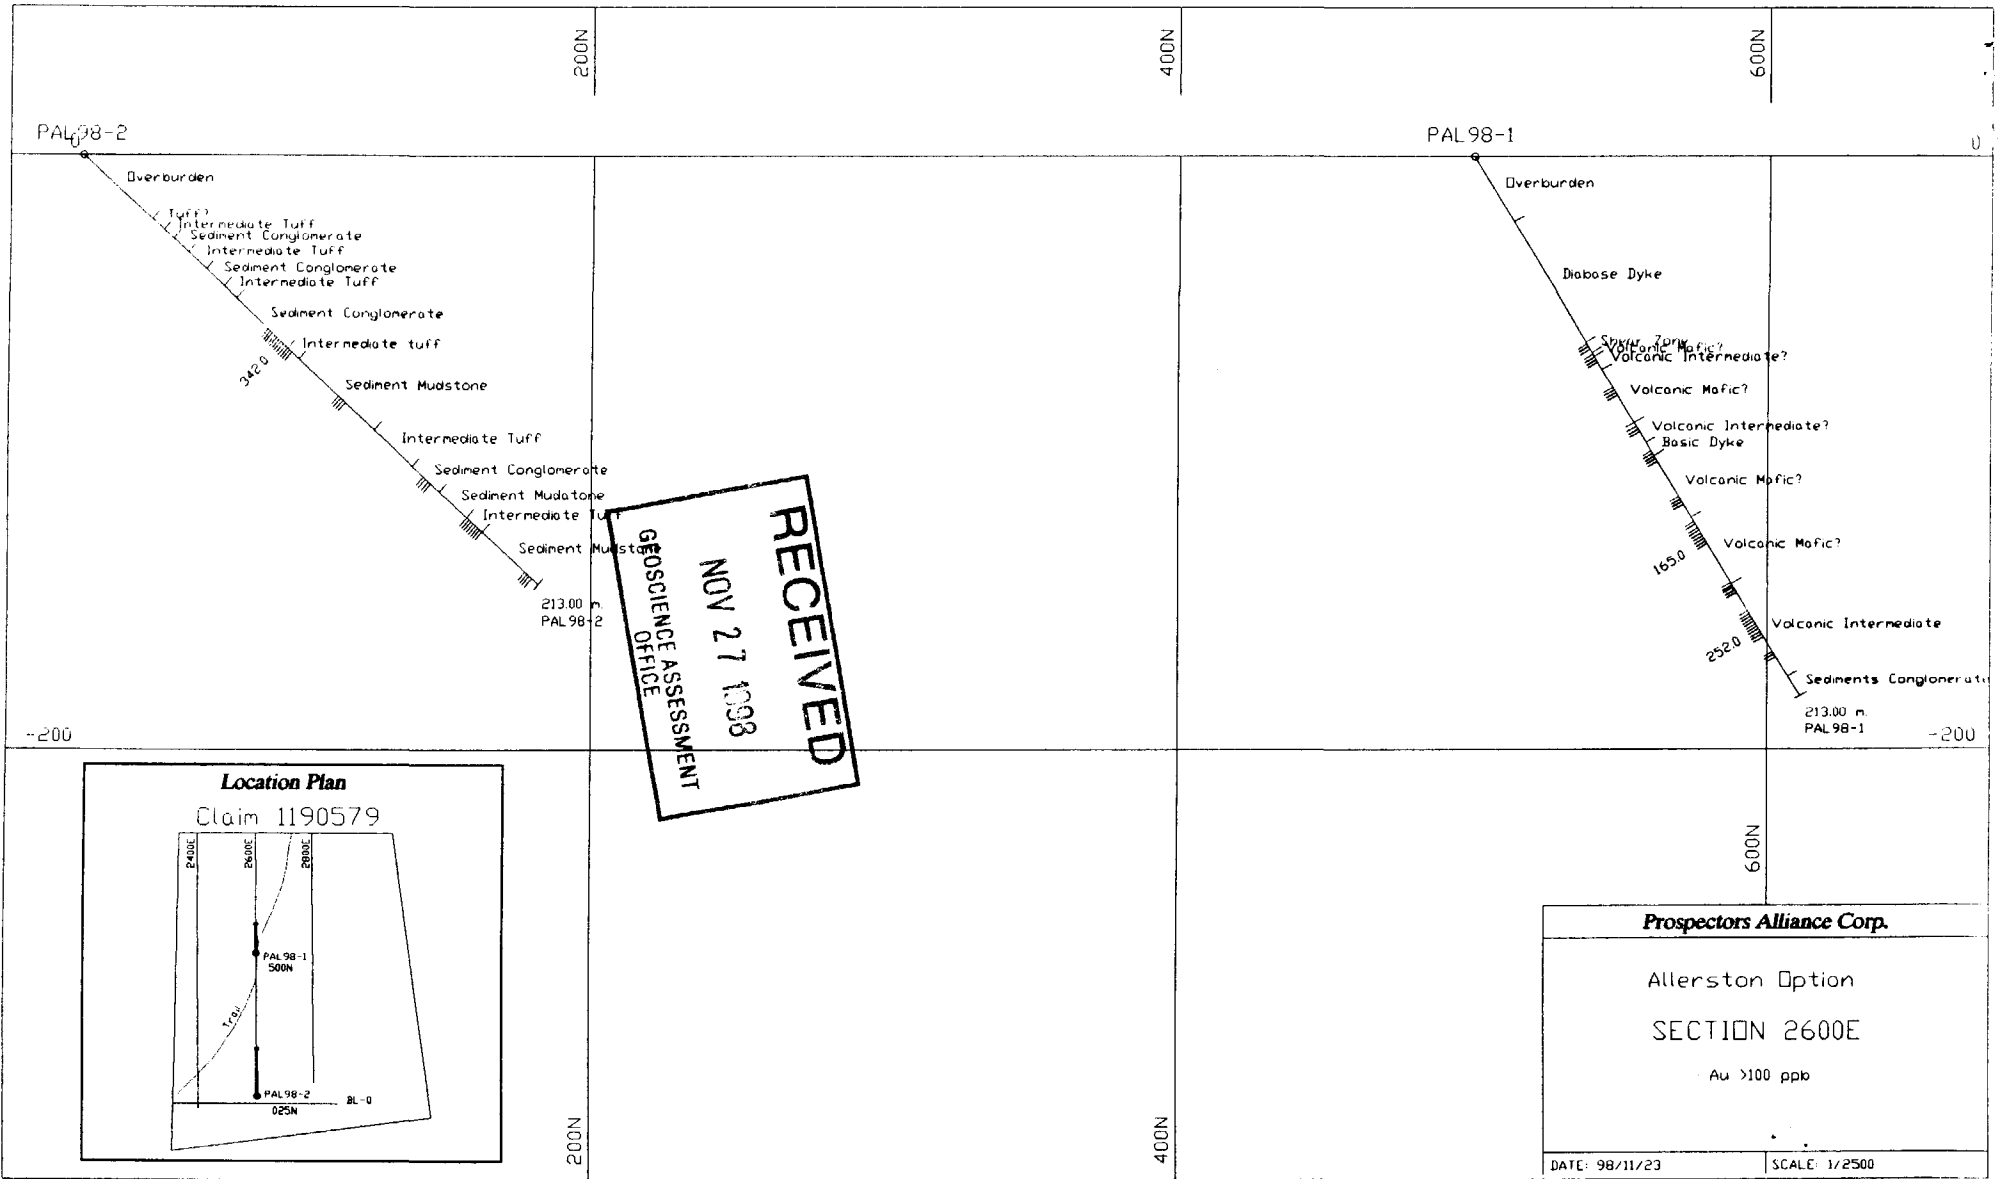 200N
400N
600N
PAL98-2
0
PAL98-1
0
Overburden
Tuff?
Intermediate Tuff
Sediment Conglomerate
Intermediate Tuff
Sediment Conglomerate
Intermediate Tuff
Sediment Conglomerate
Intermediate tuff
342.0
Sediment Mudstone
Intermediate Tuff
Sediment Conglomerate
Sediment Mudatone
Intermediate Tuff
Sediment Mudstone
213.00 m.
PAL98-2
Overburden
Diabase Dyke
Shear Zone
Volcanic Mafic?
Volcanic Intermediate?
Volcanic Mafic?
Volcanic Intermediate?
Basic Dyke
Volcanic Mafic?
Volcanic Mafic?
165.0
Volcanic Intermediate
252.0
Sediments Conglomerate
213.00 m.
PAL98-1
-200
-200
RECEIVED
NOV 27 1998
GEOSCIENCE ASSESSMENT
OFFICE
Location Plan
Claim 1190579
2400E
2600E
2800E
PAL98-1
500N
Trail
PAL98-2
025N
BL-0
200N
400N
600N
Prospectors Alliance Corp.
Allerston Option
SECTION 2600E
Au >100 ppb
DATE: 98/11/23
SCALE: 1/2500